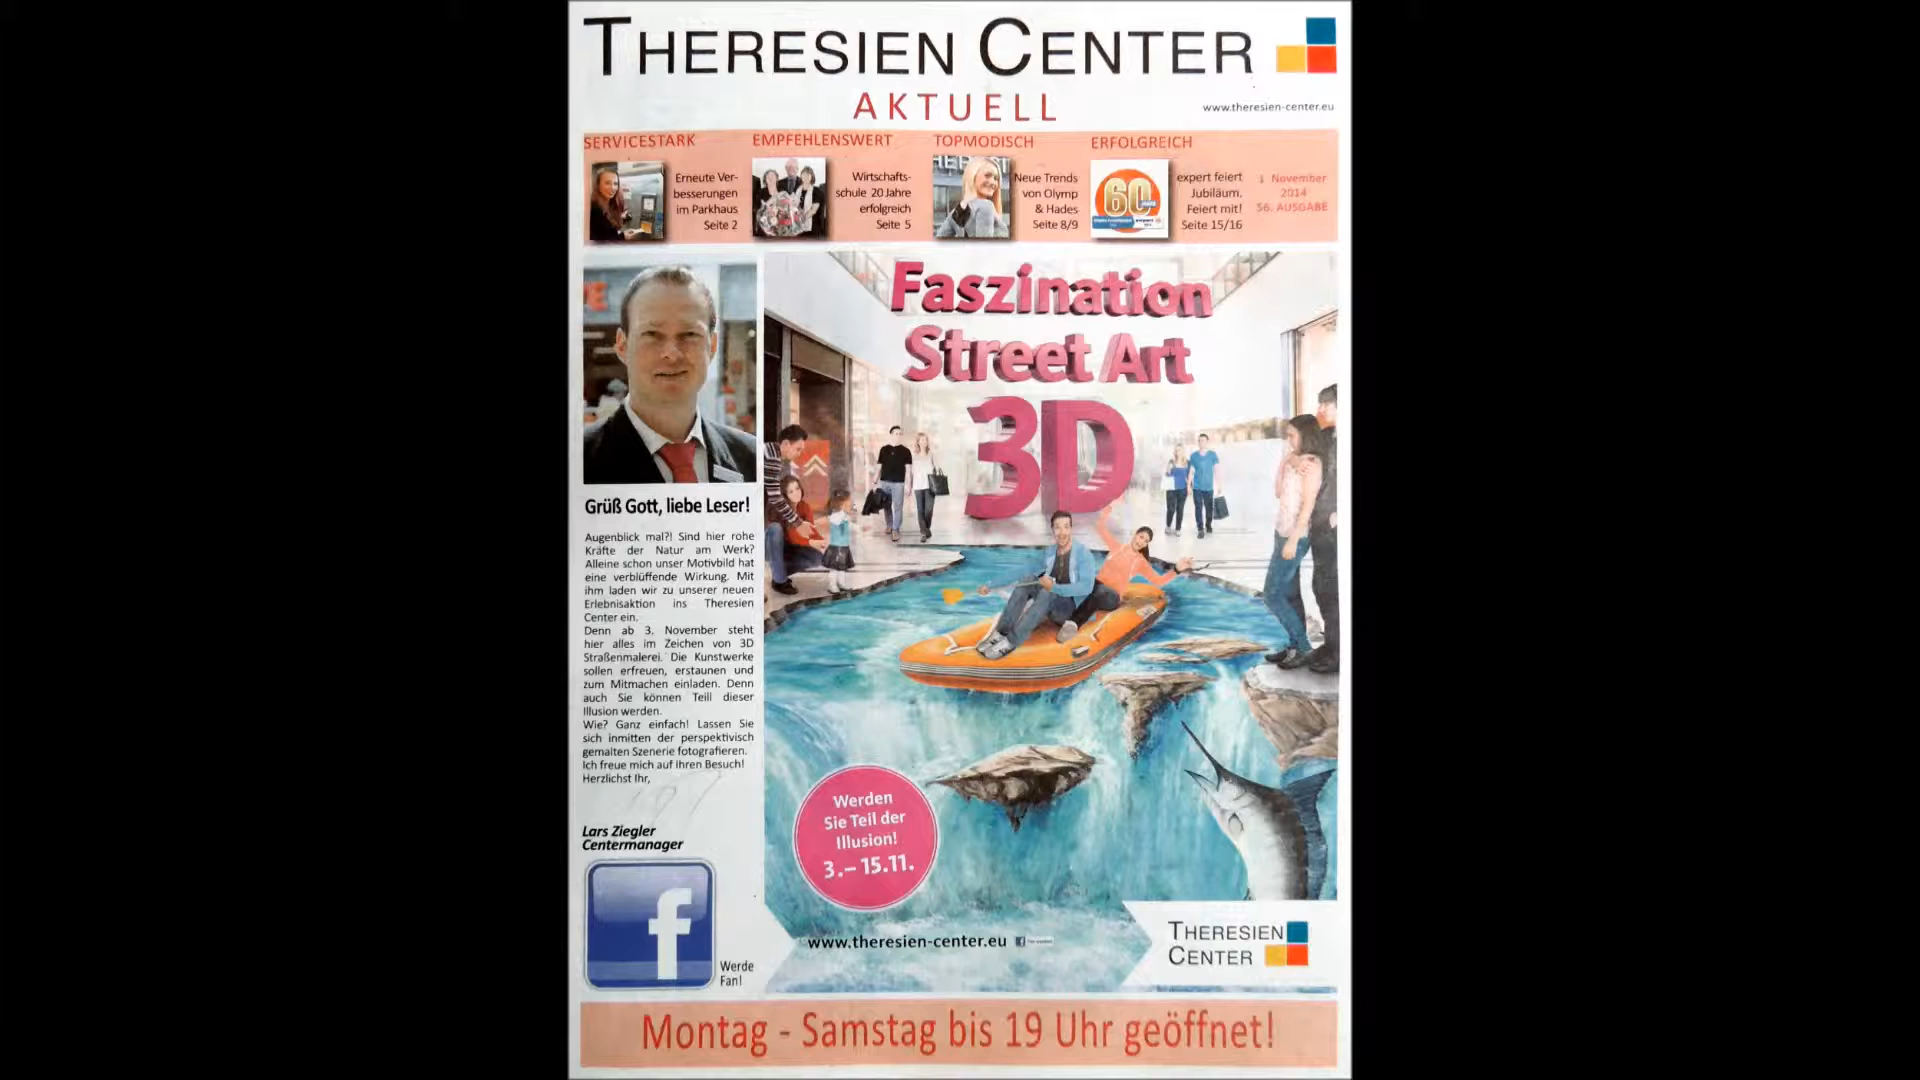 THERESIEN CENTER
AKTUELL
www.theresien-center.eu
SERVICESTARK
Erneute Ver-
besserungen
im Parkhaus
Seite 2
EMPFEHLENSWERT
Wirtschafts-
schule 20 Jahre
erfolgreich
Seite 5
TOPMODISCH
Neue Trends
von Olymp
& Hades
Seite 8/9
ERFOLGREICH
60
expert feiert
Jubiläum.
Feiert mit!
Seite 15/16
November
2014
56. AUSGABE
Grüß Gott, liebe Leser!
Augenblick mal?! Sind hier rohe
Kräfte der Natur am Werk?
Alleine schon unser Motivbild hat
eine verblüffende Wirkung. Mit
ihm laden wir zu unserer neuen
Erlebnisaktion ins Theresien
Center ein.
Denn ab 3. November steht
hier alles im Zeichen von 3D
Straßenmalerei. Die Kunstwerke
sollen erfreuen, erstaunen und
zum Mitmachen einladen. Denn
auch Sie können Teill dieser
Illusion werden.
Wie? Ganz einfach! Lassen Sie
sich inmitten der perspektivisch
gemalten Szenerie fotografieren.
Ich freue mich auf Ihren Besuch!
Herzlichst Ihr,
Lars Ziegler
Centermanager
f
Werde
Fan!
Faszination
Street Art
3D
Werden
Sie Teil der
Illusion!
3.– 15.11.
www.theresien-center.eu
THERESIEN
CENTER
Montag - Samstag bis 19 Uhr geöffnet!